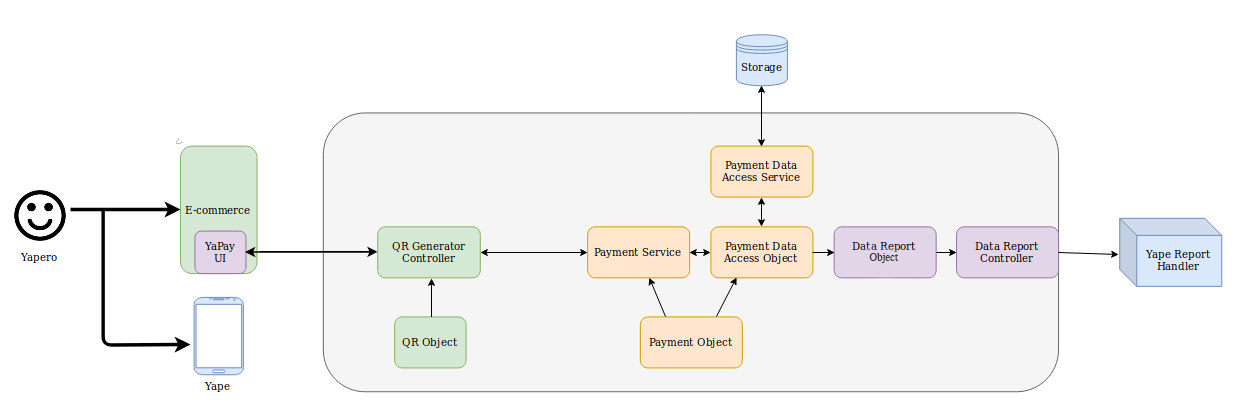 Storage
Payment Data
Access Service
E-commerce
Yapero
YaPay
UI
QR Generator
Controller
Payment Service
Payment Data
Access Object
Data Report
Object
Data Report
Controller
Yape Report
Handler
QR Object
Payment Object
Yape